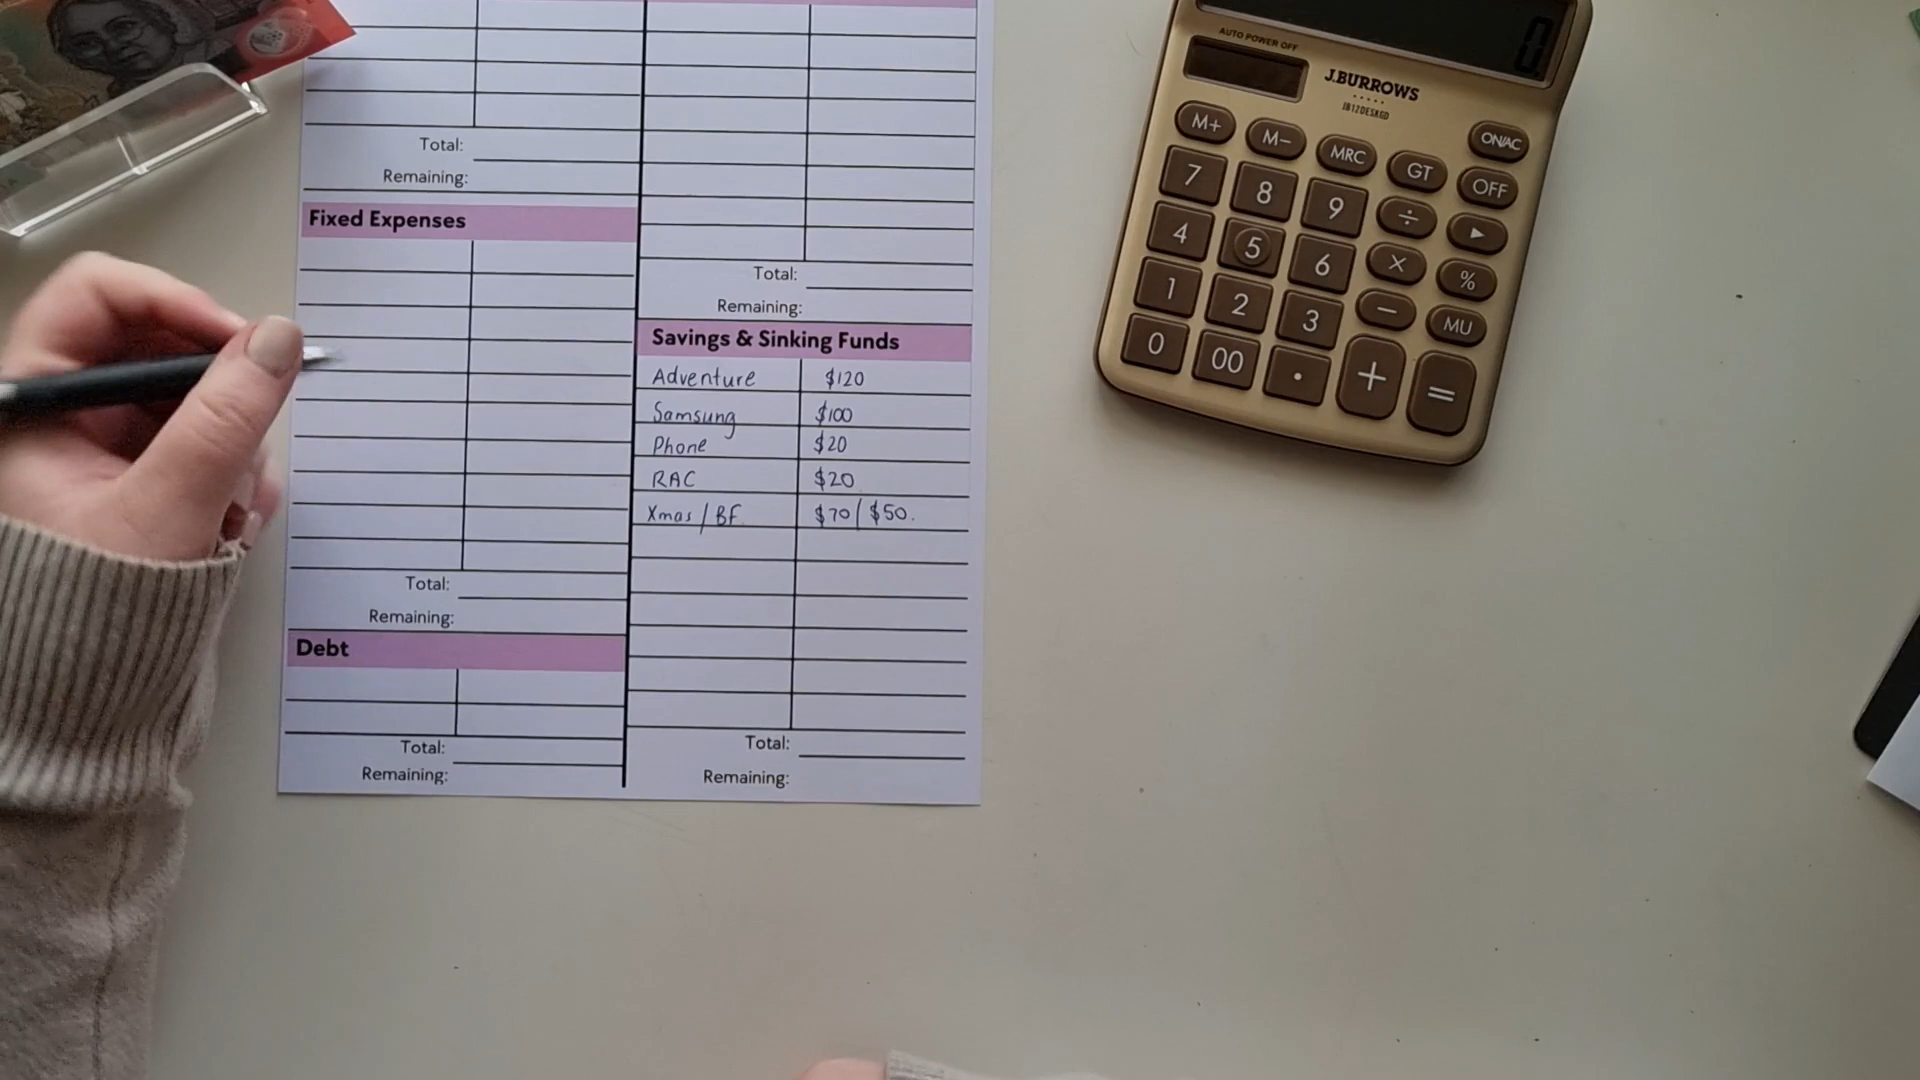 Total:
Remaining:
Fixed Expenses
Total:
Remaining:
Debt
Total:
Remaining:
Total:
Remaining:
Savings & Sinking Funds
Adventure $120
Samsung $100
Phone $20
RAC $20
Xmas / BF. $70 / $50.
Total:
Remaining:
0.
AUTO POWER OFF
J.BURROWS
JB12DESKGD
M+ M− MRC GT ON/AC
7 8 9 ÷ OFF
4 5 6 × ▶
1 2 3 − %
0 00 . + = MU